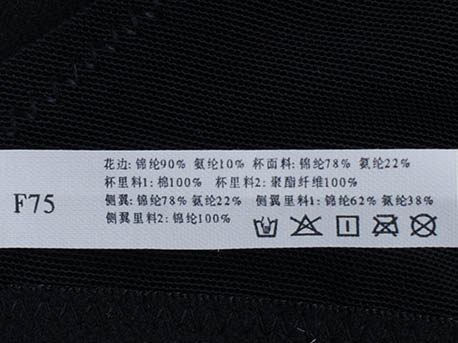 花边:锦纶90% 氨纶10% 杯面料:锦纶78% 氨纶22%
杯里料1:棉100% 杯里料2:聚酯纤维100%
F75
侧翼:锦纶78% 氨纶22% 侧翼里料1:锦纶62% 氨纶38%
侧翼里料2:锦纶100%